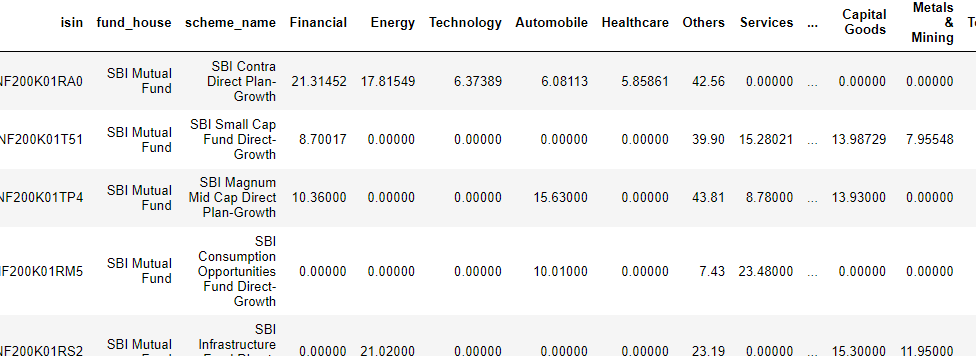 isin fund_house scheme_name Financial Energy Technology Automobile Healthcare Others Services ... Capital Goods Metals & Mining
NF200K01RA0 SBI Mutual Fund SBI Contra Direct Plan-Growth 21.31452 17.81549 6.37389 6.08113 5.85861 42.56 0.00000 ... 0.00000 0.00000
NF200K01T51 SBI Mutual Fund SBI Small Cap Fund Direct-Growth 8.70017 0.00000 0.00000 0.00000 0.00000 39.90 15.28021 ... 13.98729 7.95548
NF200K01TP4 SBI Mutual Fund SBI Magnum Mid Cap Direct Plan-Growth 10.36000 0.00000 0.00000 15.63000 0.00000 43.81 8.78000 ... 13.93000 0.00000
F200K01RM5 SBI Mutual Fund SBI Consumption Opportunities Fund Direct-Growth 0.00000 0.00000 0.00000 10.01000 0.00000 7.43 23.48000 ... 0.00000 0.00000
NF200K01RS2 SBI Mutual Fund SBI Infrastructure 0.00000 21.02000 0.00000 0.00000 0.00000 23.19 0.00000 ... 15.30000 11.95000